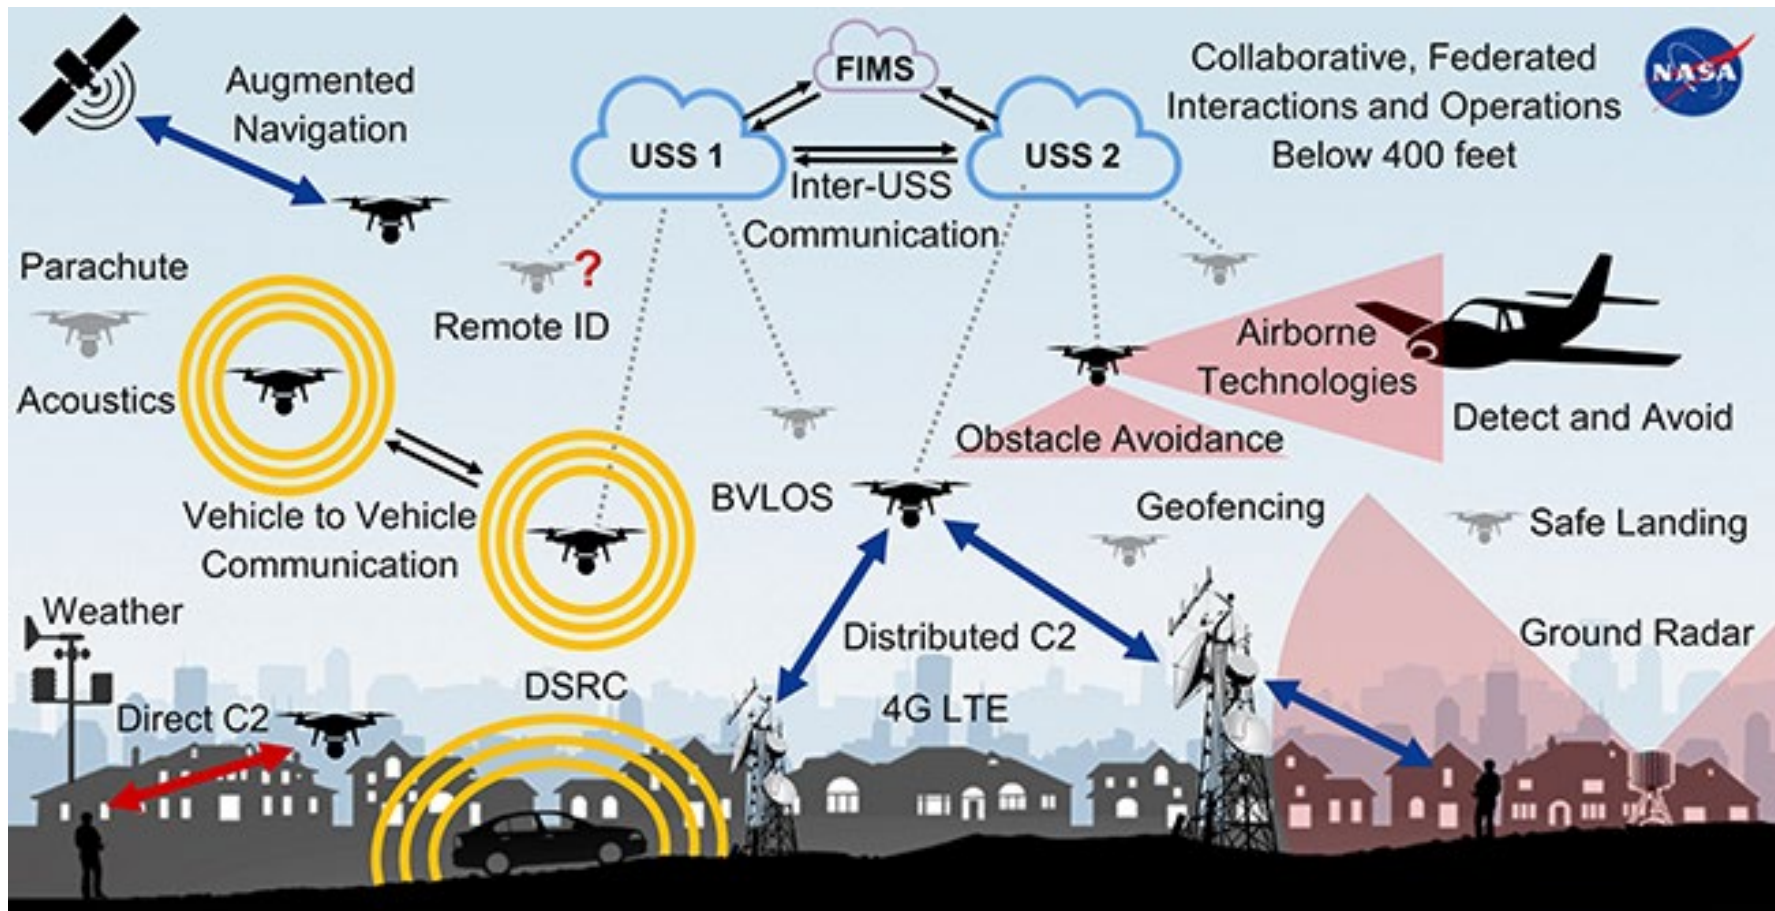 FIMS
Augmented
Navigation
USS 1
USS 2
Inter-USS
Communication
Collaborative, Federated
Interactions and Operations
Below 400 feet
NASA
Parachute
Acoustics
?
Remote ID
Airborne
Technologies
Detect and Avoid
Obstacle Avoidance
Vehicle to Vehicle
Communication
BVLOS
Geofencing
Safe Landing
Weather
Distributed C2
Ground Radar
Direct C2
DSRC
4G LTE